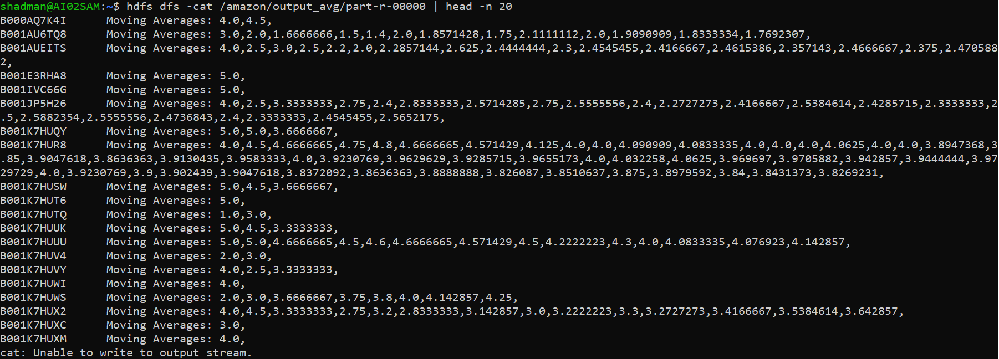 shadman@AI02SAM:~$ hdfs dfs -cat /amazon/output_avg/part-r-00000 | head -n 20
B000AQ7K4I      Moving Averages: 4.0,4.5,
B001AU6TQ8      Moving Averages: 3.0,2.0,1.6666666,1.5,1.4,2.0,1.8571428,1.75,2.1111112,2.0,1.9090909,1.8333334,1.7692307,
B001AUEITS      Moving Averages: 4.0,2.5,3.0,2.5,2.2,2.0,2.2857144,2.625,2.4444444,2.3,2.4545455,2.4166667,2.4615386,2.357143,2.4666667,2.375,2.470588
2,
B001E3RHA8      Moving Averages: 5.0,
B001IVC66G      Moving Averages: 5.0,
B001JP5H26      Moving Averages: 4.0,2.5,3.3333333,2.75,2.4,2.8333333,2.5714285,2.75,2.5555556,2.4,2.2727273,2.4166667,2.5384614,2.4285715,2.3333333,2
.5,2.5882354,2.5555556,2.4736843,2.4,2.3333333,2.4545455,2.5652175,
B001K7HUQY      Moving Averages: 5.0,5.0,3.6666667,
B001K7HUR8      Moving Averages: 4.0,4.5,4.6666665,4.75,4.8,4.6666665,4.571429,4.125,4.0,4.0,4.090909,4.0833335,4.0,4.0,4.0,4.0625,4.0,4.0,3.8947368,3
.85,3.9047618,3.8636363,3.9130435,3.9583333,4.0,3.9230769,3.9629629,3.9285715,3.9655173,4.0,4.032258,4.0625,3.969697,3.9705882,3.942857,3.9444444,3.97
29729,4.0,3.9230769,3.9,3.902439,3.9047618,3.8372092,3.8636363,3.8888888,3.826087,3.8510637,3.875,3.8979592,3.84,3.8431373,3.8269231,
B001K7HUSW      Moving Averages: 5.0,4.5,3.6666667,
B001K7HUT6      Moving Averages: 5.0,
B001K7HUTQ      Moving Averages: 1.0,3.0,
B001K7HUUK      Moving Averages: 5.0,4.5,3.3333333,
B001K7HUUU      Moving Averages: 5.0,5.0,4.6666665,4.5,4.6,4.6666665,4.571429,4.5,4.2222223,4.3,4.0,4.0833335,4.076923,4.142857,
B001K7HUV4      Moving Averages: 2.0,3.0,
B001K7HUVY      Moving Averages: 4.0,2.5,3.3333333,
B001K7HUWI      Moving Averages: 4.0,
B001K7HUWS      Moving Averages: 2.0,3.0,3.6666667,3.75,3.8,4.0,4.142857,4.25,
B001K7HUX2      Moving Averages: 4.0,4.5,3.3333333,2.75,3.2,2.8333333,3.142857,3.0,3.2222223,3.3,3.2727273,3.4166667,3.5384614,3.642857,
B001K7HUXC      Moving Averages: 3.0,
B001K7HUXM      Moving Averages: 4.0,
cat: Unable to write to output stream.